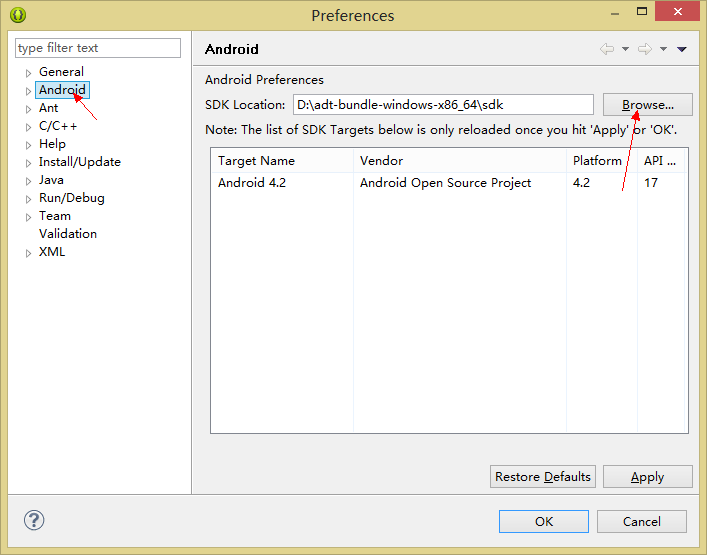 Preferences
type filter text
General
Android
Ant
C/C++
Help
Install/Update
Java
Run/Debug
Team
Validation
XML
Android
Android Preferences
SDK Location: D:\adt-bundle-windows-x86_64\sdk Browse...
Note: The list of SDK Targets below is only reloaded once you hit 'Apply' or 'OK'.
Target Name Vendor Platform API ...
Android 4.2 Android Open Source Project 4.2 17
Restore Defaults Apply
? OK Cancel